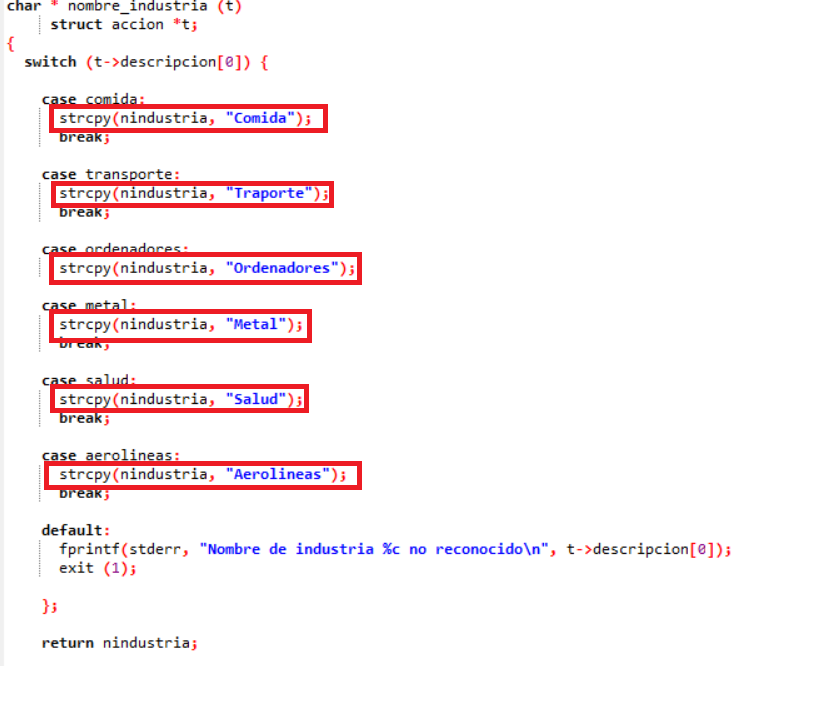 char * nombre_industria (t)
struct accion *t;
{
switch (t->descripcion[0]) {
case comida:
strcpy(nindustria, "Comida");
break;
case transporte:
strcpy(nindustria, "Traporte");
break;
case ordenadores:
strcpy(nindustria, "Ordenadores");
case metal:
strcpy(nindustria, "Metal");
break;
case salud:
strcpy(nindustria, "Salud");
break;
case aerolineas:
strcpy(nindustria, "Aerolineas");
break;
default:
fprintf(stderr, "Nombre de industria %c no reconocido\n", t->descripcion[0]);
exit (1);
};
return nindustria;